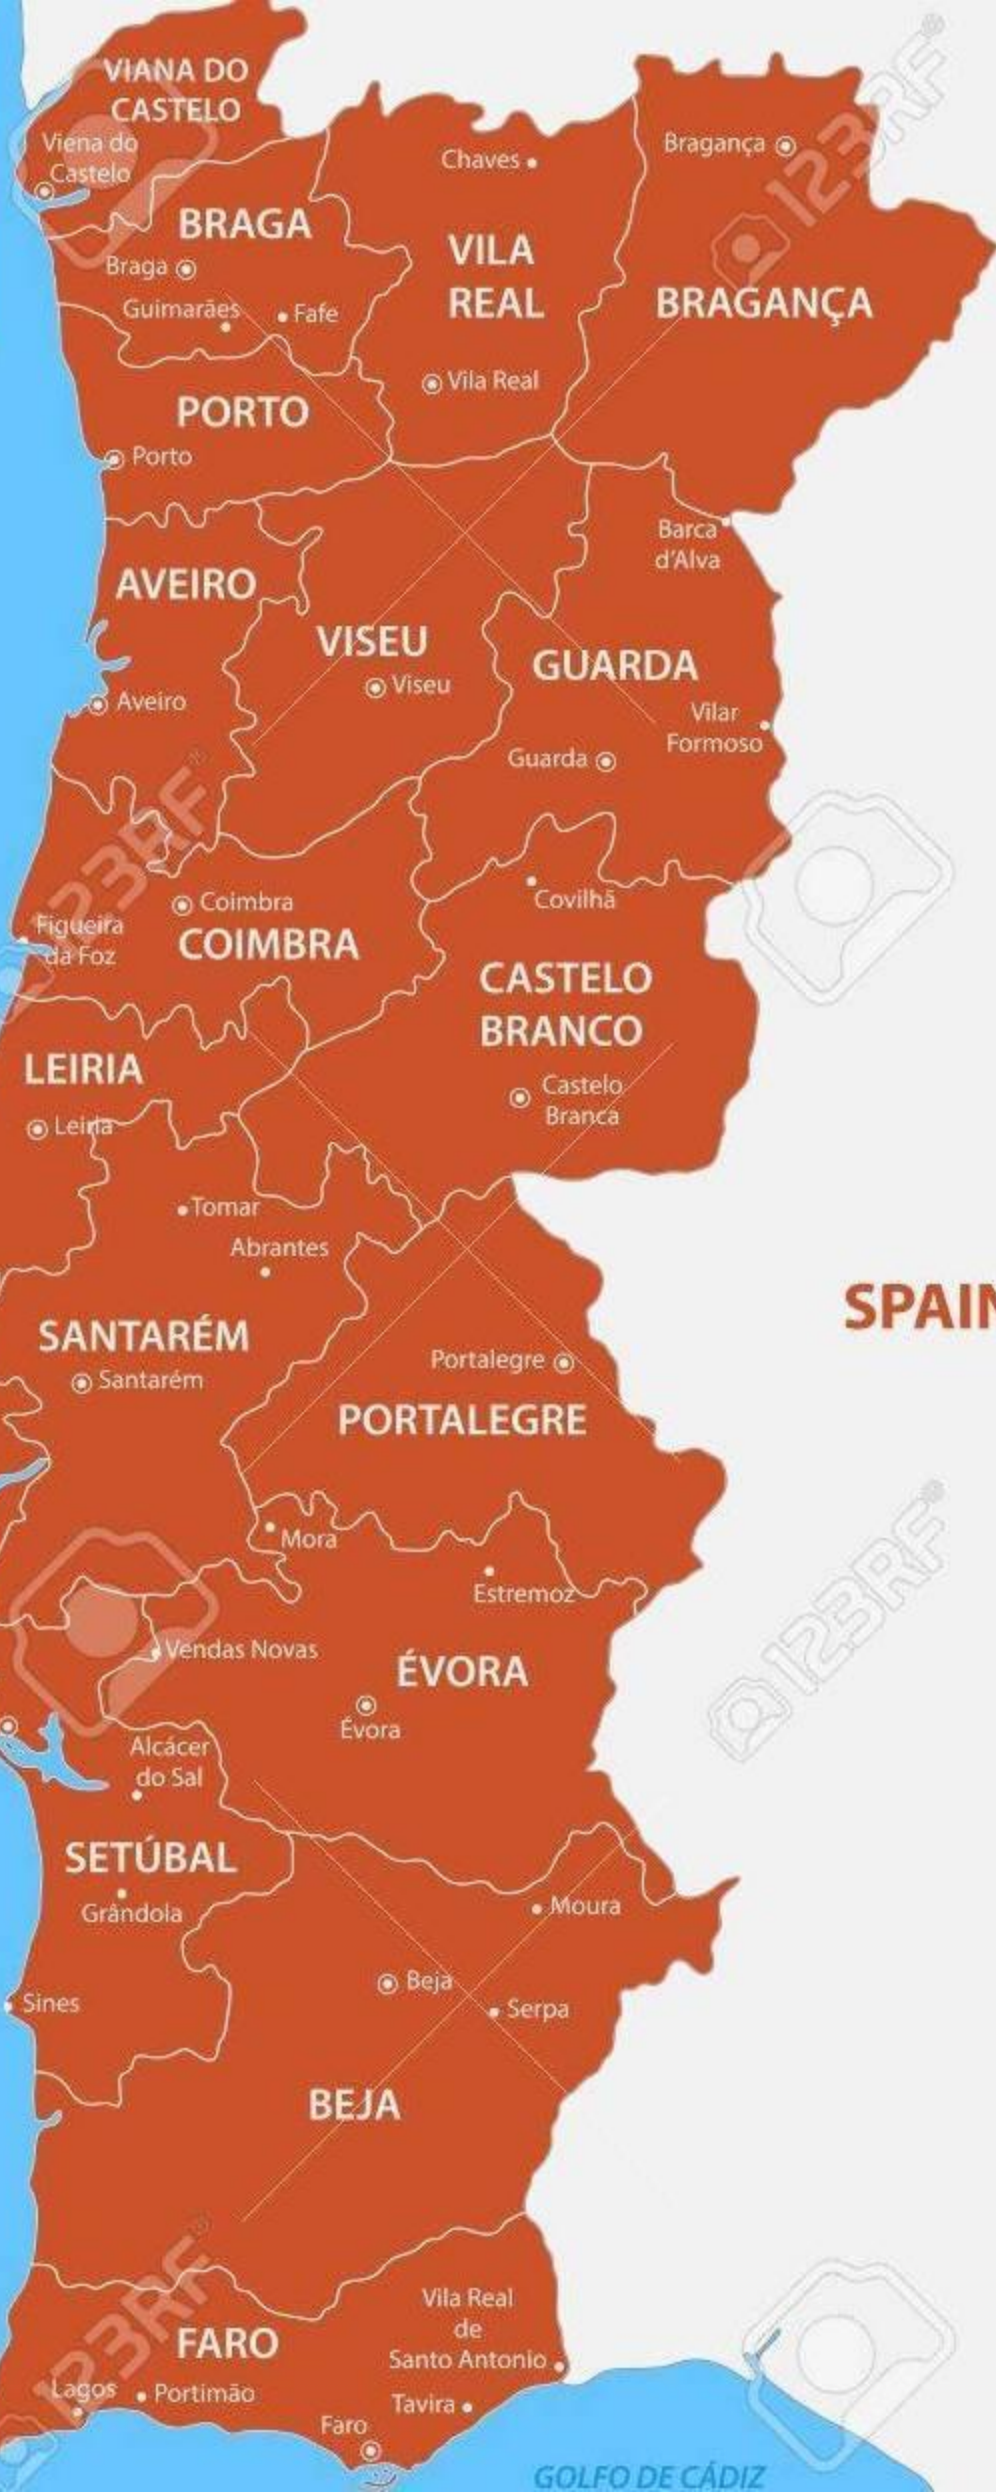 VIANA DO
CASTELO
Viena do
Castelo
Chaves
Bragança
BRAGA
Braga
VILA
REAL
Guimarães
Fafe
BRAGANÇA
Vila Real
PORTO
Porto
Barca
d'Alva
AVEIRO
VISEU
GUARDA
Viseu
Aveiro
Vilar
Formoso
Guarda
Coimbra
Covilhã
Figueira
da Foz
COIMBRA
CASTELO
BRANCO
LEIRIA
Castelo
Branca
Leiria
Tomar
Abrantes
SPAIN
SANTARÉM
Portalegre
Santarém
PORTALEGRE
Mora
Estremoz
Vendas Novas
ÉVORA
Évora
Alcácer
do Sal
SETÚBAL
Grândola
Moura
Beja
Sines
Serpa
BEJA
Vila Real
de
Santo Antonio
FARO
Lagos
Portimão
Tavira
Faro
GOLFO DE CÁDIZ
123RF®
123RF®
123RF®
123RF®